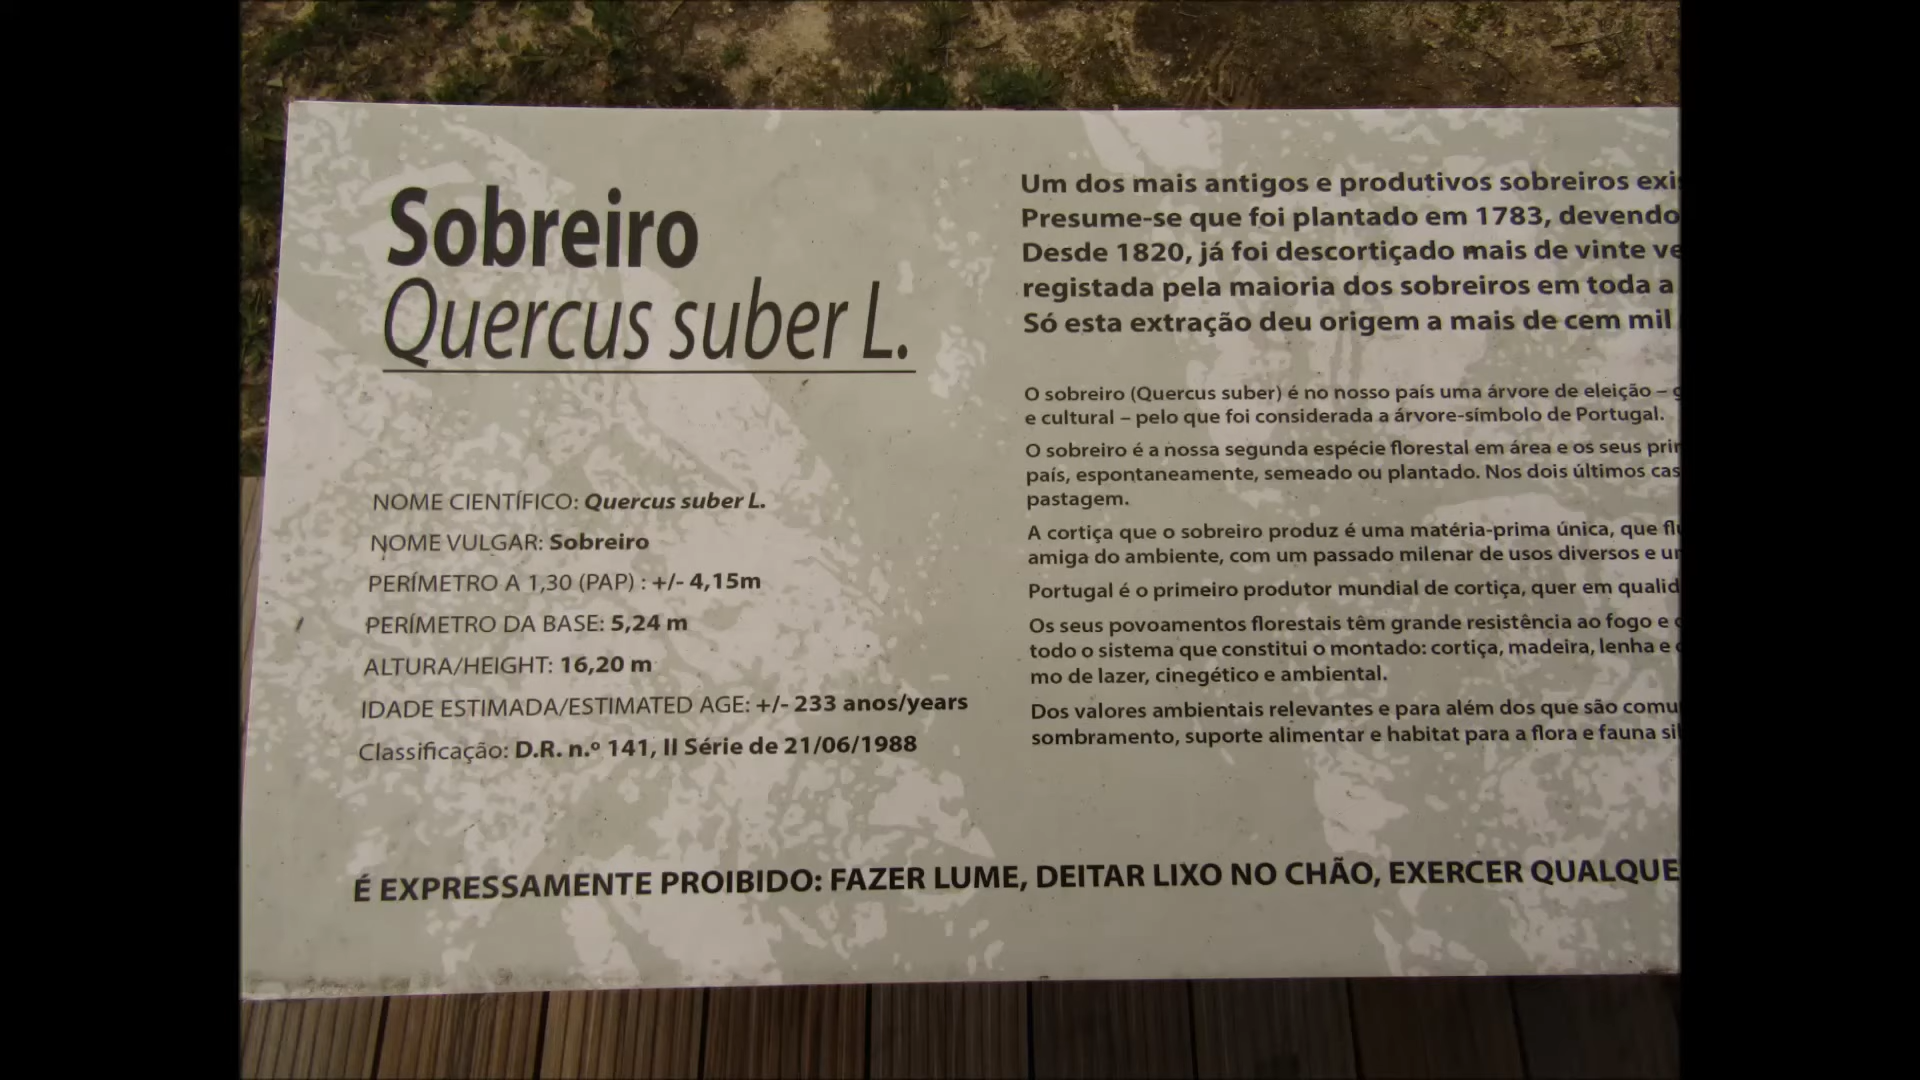 Sobreiro
Quercus suber L.
NOME CIENTÍFICO: Quercus suber L.
NOME VULGAR: Sobreiro
PERÍMETRO A 1,30 (PAP) : +/- 4,15m
PERÍMETRO DA BASE: 5,24 m
ALTURA/HEIGHT: 16,20 m
IDADE ESTIMADA/ESTIMATED AGE: +/- 233 anos/years
Classificação: D.R. n.º 141, II Série de 21/06/1988
Um dos mais antigos e produtivos sobreiros
Presume-se que foi plantado em 1783, devendo
Desde 1820, já foi descortiçado mais de vinte
registada pela maioria dos sobreiros em toda a
Só esta extração deu origem a mais de cem mil
O sobreiro (Quercus suber) é no nosso país uma árvore de eleição –
e cultural – pelo que foi considerada a árvore-símbolo de Portugal.
O sobreiro é a nossa segunda espécie florestal em área e os seus
país, espontaneamente, semeado ou plantado. Nos dois últimos
pastagem.
A cortiça que o sobreiro produz é uma matéria-prima única, que
amiga do ambiente, com um passado milenar de usos diversos e
Portugal é o primeiro produtor mundial de cortiça, quer em
Os seus povoamentos florestais têm grande resistência ao fogo e
todo o sistema que constitui o montado: cortiça, madeira, lenha e
mo de lazer, cinegético e ambiental.
Dos valores ambientais relevantes e para além dos que são
sombramento, suporte alimentar e habitat para a flora e fauna
É EXPRESSAMENTE PROIBIDO: FAZER LUME, DEITAR LIXO NO CHÃO, EXERCER